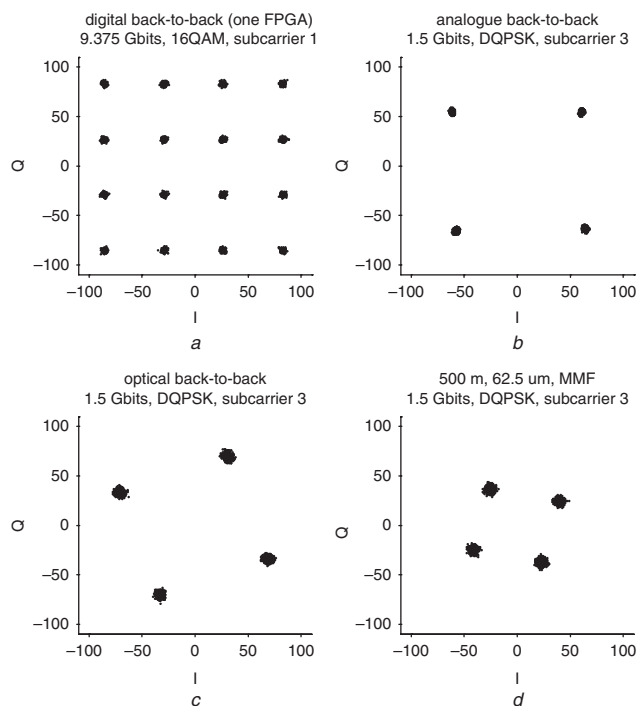 digital back-to-back (one FPGA)
9.375 Gbits, 16QAM, subcarrier 1
100
50
0
−50
−100
Q
−100 −50 0 50 100
I
a
analogue back-to-back
1.5 Gbits, DQPSK, subcarrier 3
100
50
0
−50
−100
Q
−100 −50 0 50 100
I
b
optical back-to-back
1.5 Gbits, DQPSK, subcarrier 3
100
50
0
−50
−100
Q
−100 −50 0 50 100
I
c
500 m, 62.5 um, MMF
1.5 Gbits, DQPSK, subcarrier 3
100
50
0
−50
−100
Q
−100 −50 0 50 100
I
d